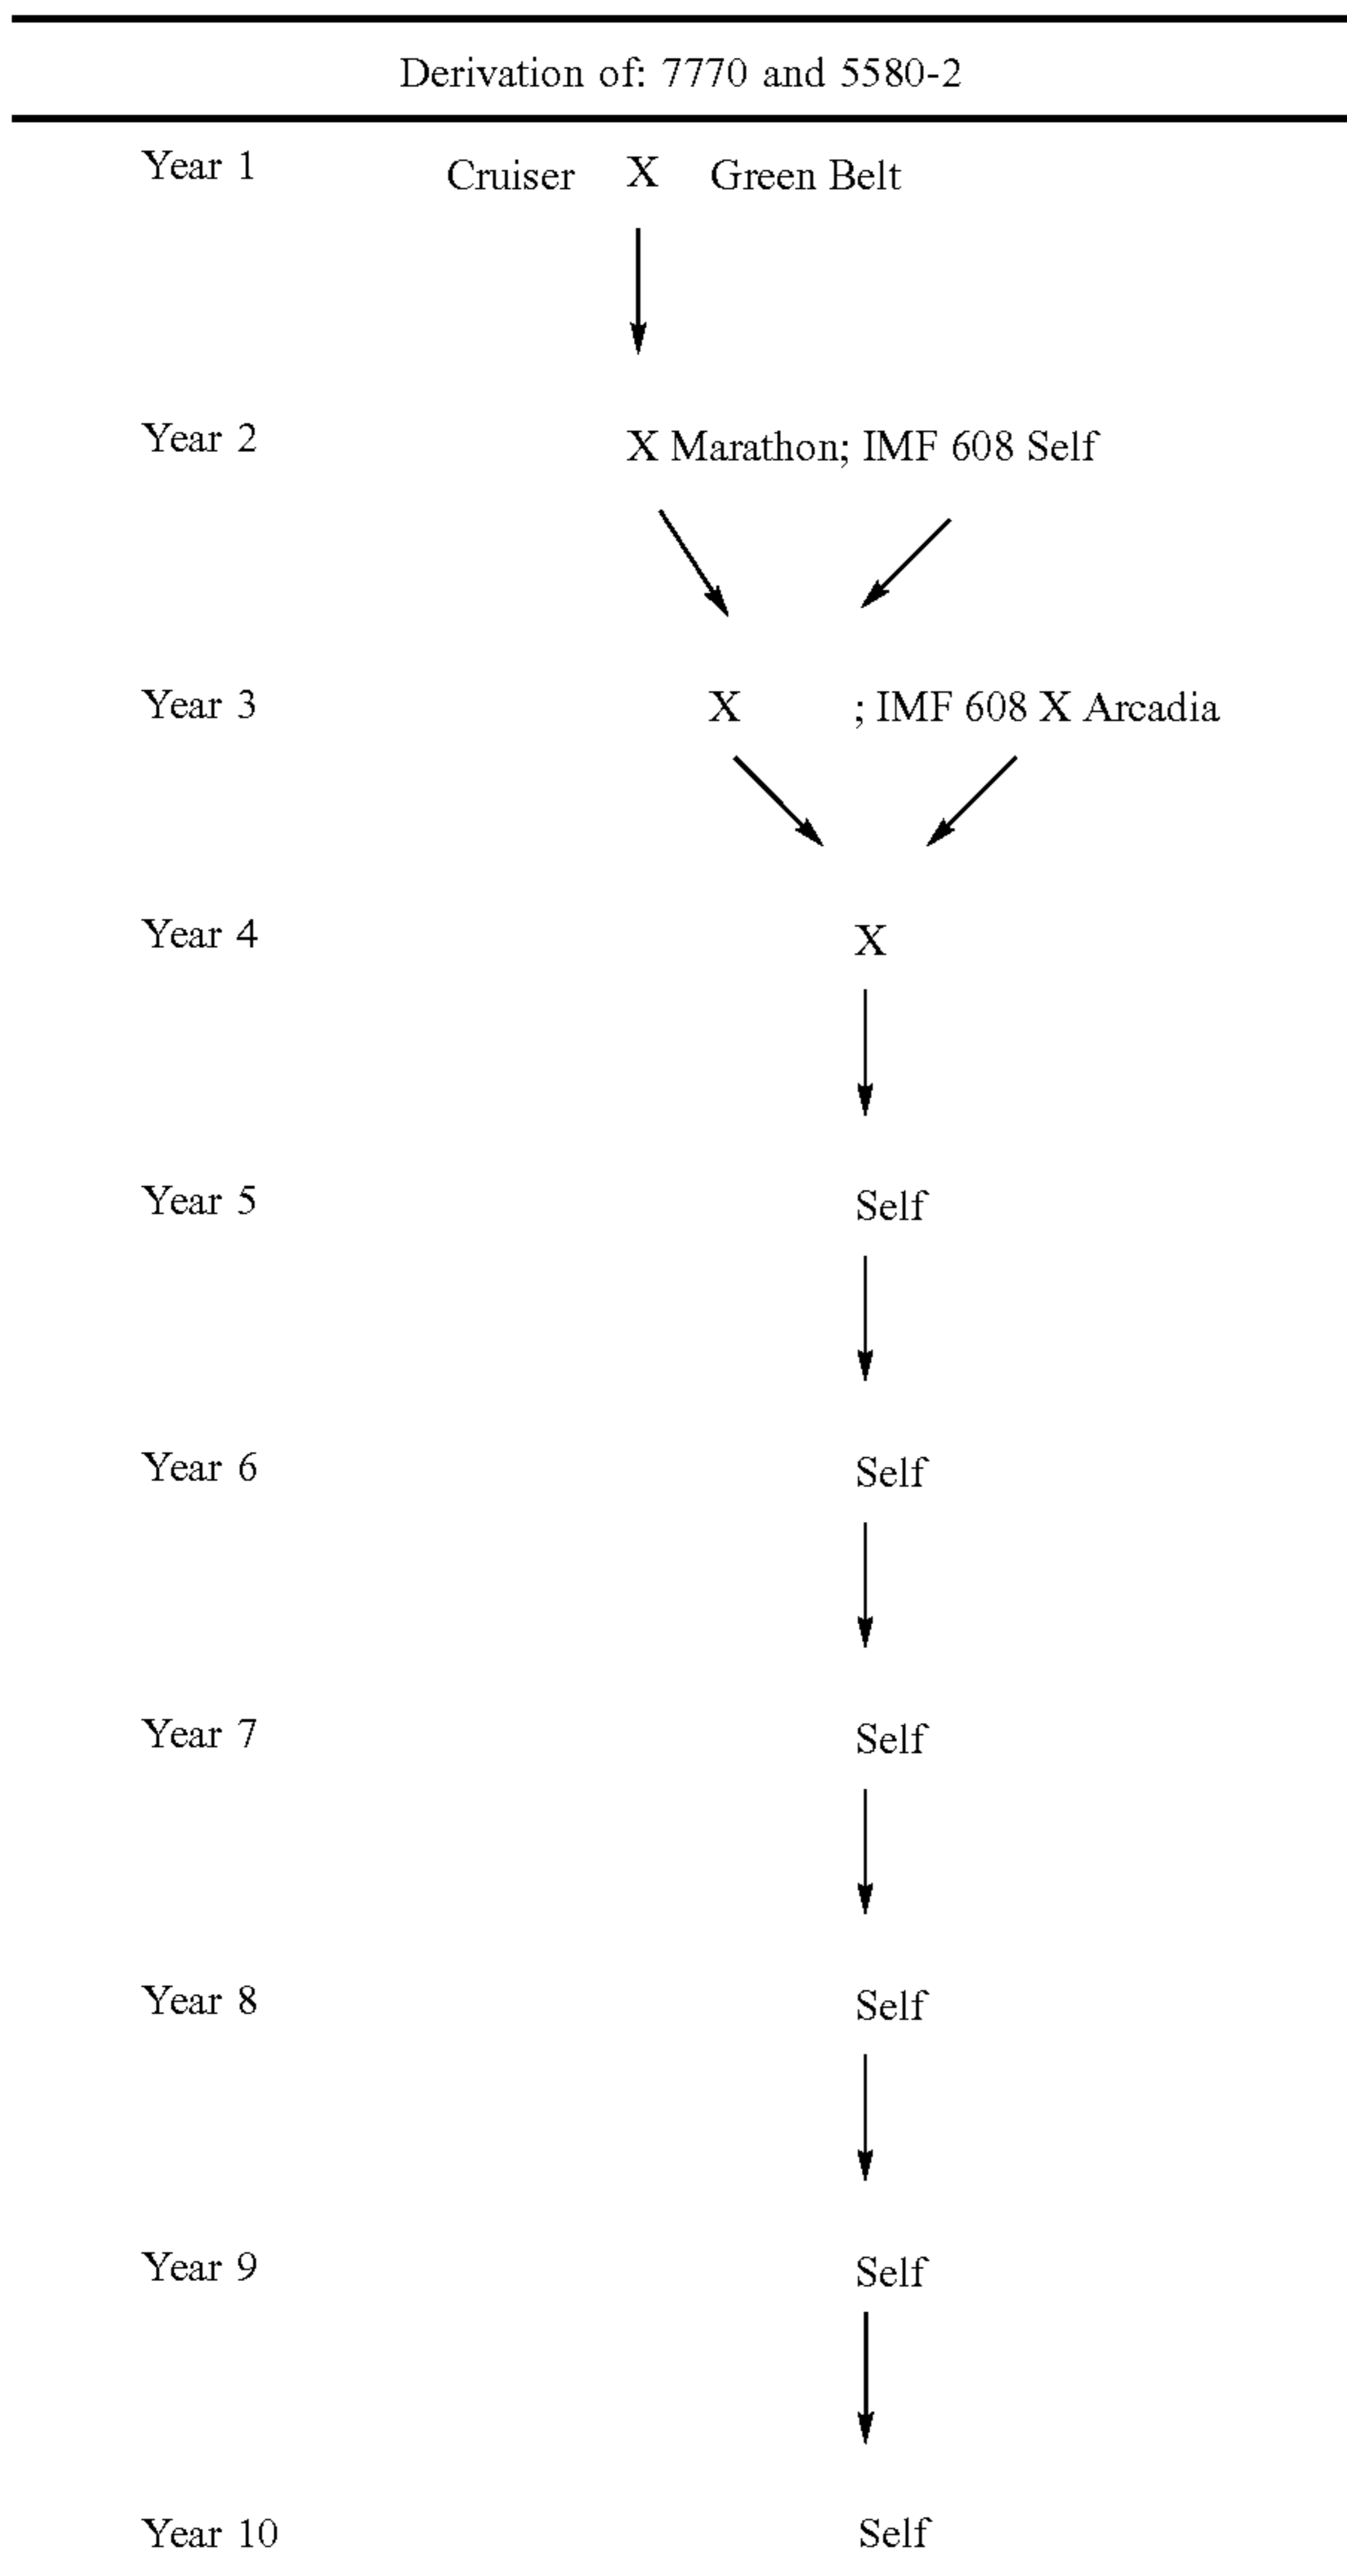 Derivation of: 7770 and 5580-2
Year 1 Cruiser X Green Belt
Year 2 X Marathon; IMF 608 Self
Year 3 X ; IMF 608 X Arcadia
Year 4 X
Year 5 Self
Year 6 Self
Year 7 Self
Year 8 Self
Year 9 Self
Year 10 Self